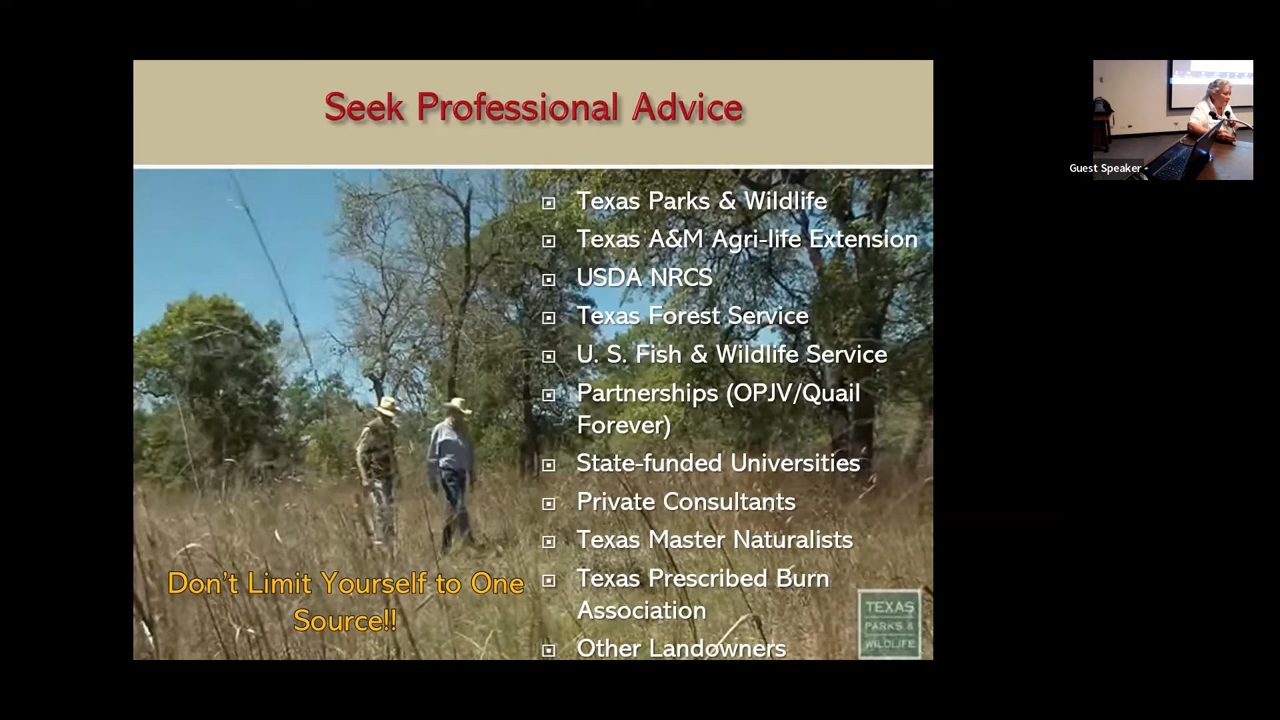 Seek Professional Advice
Texas Parks & Wildlife
Texas A&M Agri-life Extension
USDA NRCS
Texas Forest Service
U. S. Fish & Wildlife Service
Partnerships (OPJV/Quail
Forever)
State-funded Universities
Private Consultants
Texas Master Naturalists
Texas Prescribed Burn
Association
Other Landowners
Don't Limit Yourself to One
Source!!
TEXAS
PARKS &
WILDLIFE
Guest Speaker -